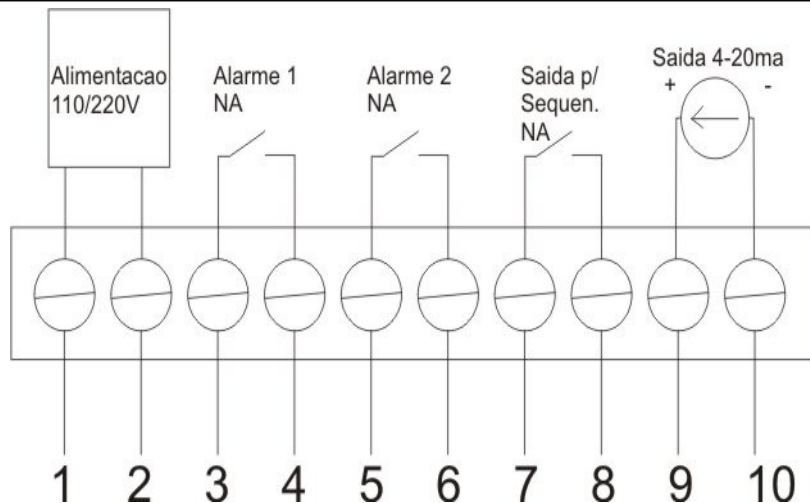 Alimentacao
110/220V
Alarme 1
NA
Alarme 2
NA
Saida p/
Sequen.
NA
Saida 4-20ma
+ -
1 2 3 4 5 6 7 8 9 10